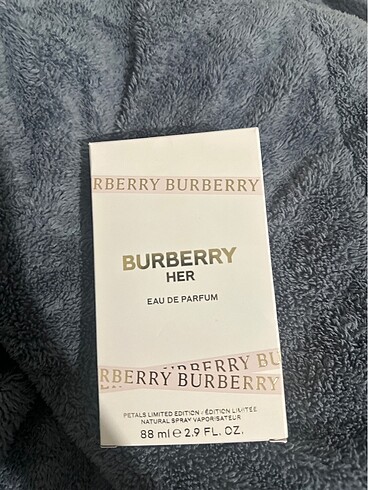 RBERRY BURBERRY
BURBERRY
HER
EAU DE PARFUM
URBERRY BU
RBERRY BURBERRY
PETALS LIMITED EDITION / ÉDITION LIMITÉE
NATURAL SPRAY VAPORISATEUR
88 ml e 2.9 FL. OZ.